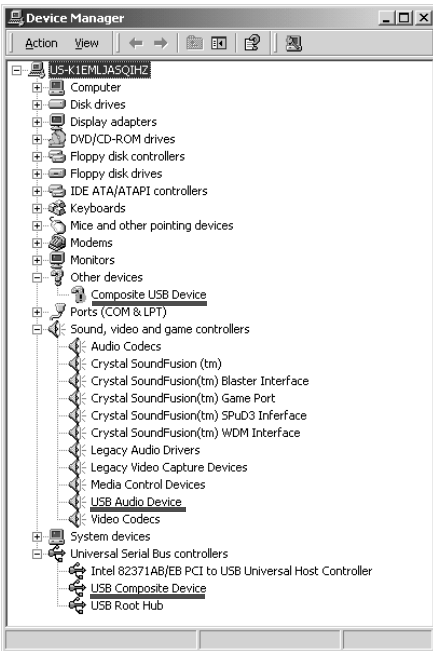 Device Manager
Action View
US-K1EMLJASQIHZ
Computer
Disk drives
Display adapters
DVD/CD-ROM drives
Floppy disk controllers
Floppy disk drives
IDE ATA/ATAPI controllers
Keyboards
Mice and other pointing devices
Modems
Monitors
Other devices
Composite USB Device
Ports (COM & LPT)
Sound, video and game controllers
Audio Codecs
Crystal SoundFusion (tm)
Crystal SoundFusion(tm) Blaster Interface
Crystal SoundFusion(tm) Game Port
Crystal SoundFusion(tm) SPuD3 Inferface
Crystal SoundFusion(tm) WDM Interface
Legacy Audio Drivers
Legacy Video Capture Devices
Media Control Devices
USB Audio Device
Video Codecs
System devices
Universal Serial Bus controllers
Intel 82371AB/EB PCI to USB Universal Host Controller
USB Composite Device
USB Root Hub